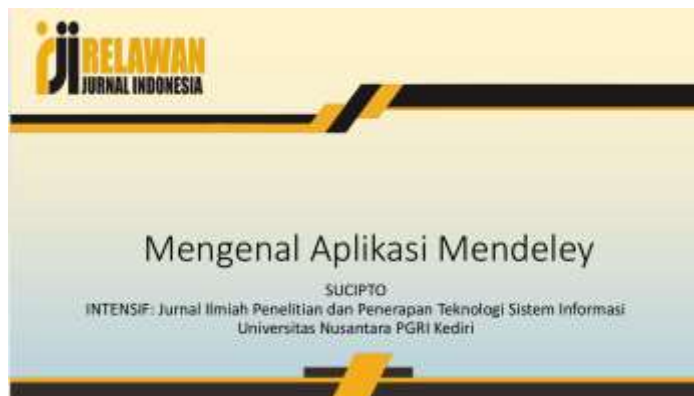 RELAWAN
JURNAL INDONESIA
Mengenal Aplikasi Mendeley
SUCIPTO
INTENSIF: Jurnal Ilmiah Penelitian dan Penerapan Teknologi Sistem Informasi
Universitas Nusantara PGRI Kediri